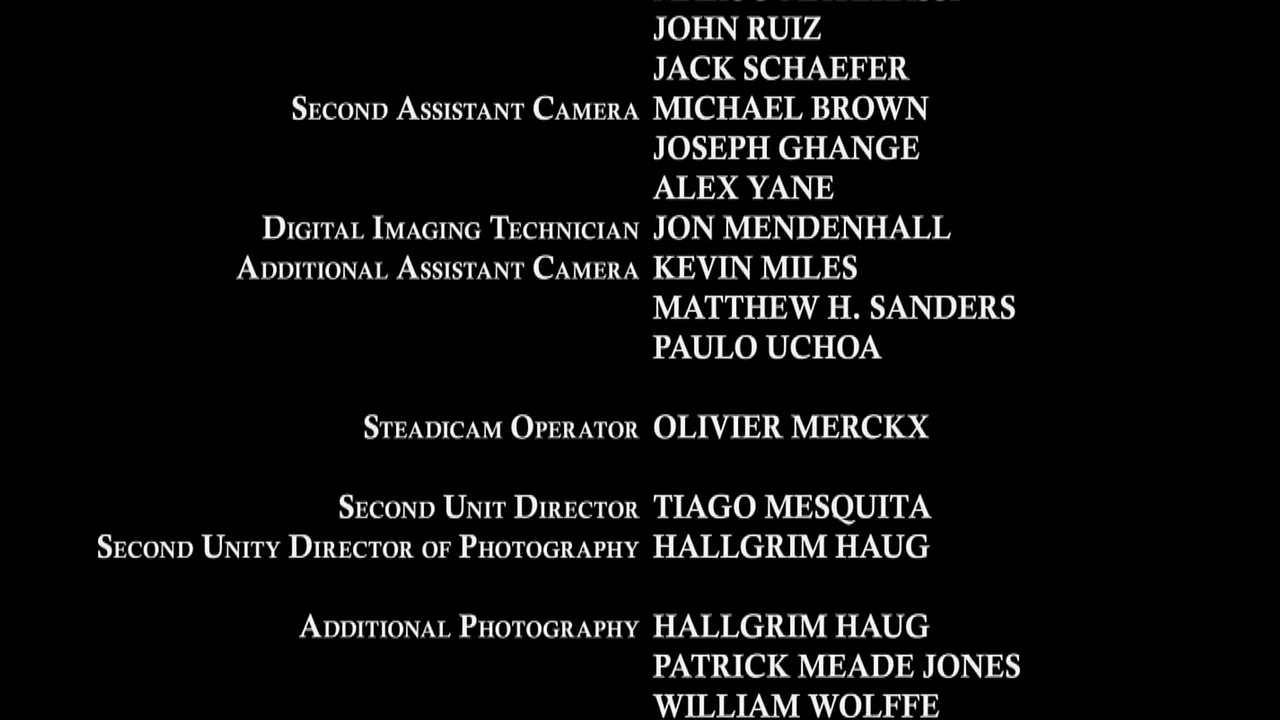 JOHN RUIZ
JACK SCHAEFER
SECOND ASSISTANT CAMERA MICHAEL BROWN
JOSEPH GHANGE
ALEX YANE
DIGITAL IMAGING TECHNICIAN JON MENDENHALL
ADDITIONAL ASSISTANT CAMERA KEVIN MILES
MATTHEW H. SANDERS
PAULO UCHOA
STEADICAM OPERATOR OLIVIER MERCKX
SECOND UNIT DIRECTOR TIAGO MESQUITA
SECOND UNITY DIRECTOR OF PHOTOGRAPHY HALLGRIM HAUG
ADDITIONAL PHOTOGRAPHY HALLGRIM HAUG
PATRICK MEADE JONES
WILLIAM WOLFFE